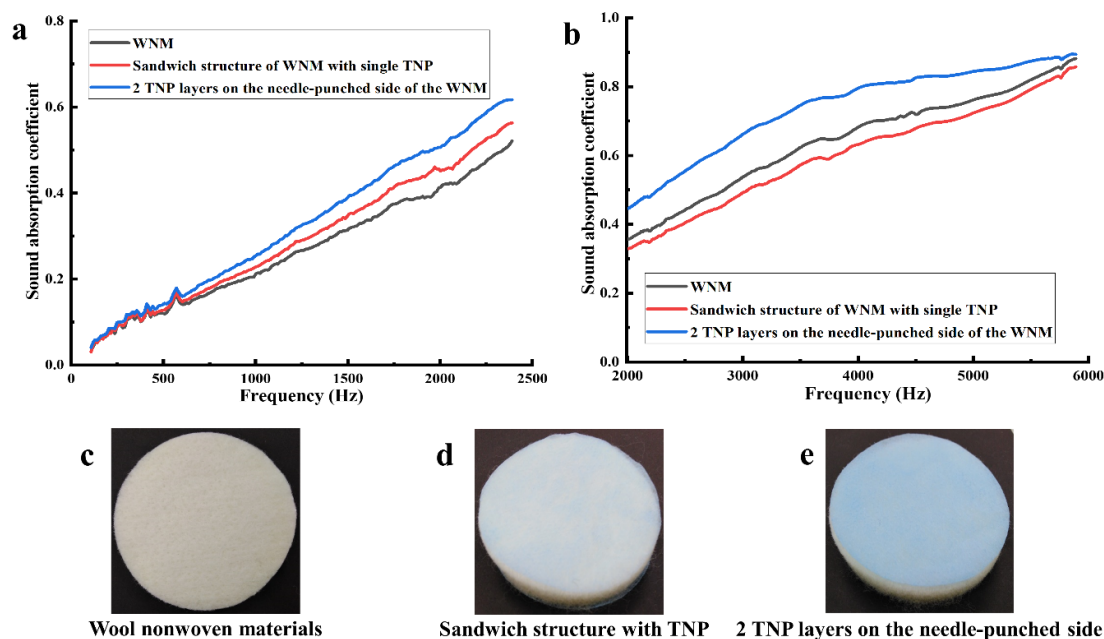 a
WNM
Sandwich structure of WNM with single TNP
2 TNP layers on the needle-punched side of the WNM
Sound absorption coefficient
0.8
0.6
0.4
0.2
0.0
0 500 1000 1500 2000 2500
Frequency (Hz)
b
Sound absorption coefficient
1.0
0.8
0.6
0.4
0.2
0.0
WNM
Sandwich structure of WNM with single TNP
2 TNP layers on the needle-punched side of the WNM
2000 3000 4000 5000 6000
Frequency (Hz)
c
Wool nonwoven materials
d
Sandwich structure with TNP
e
2 TNP layers on the needle-punched side